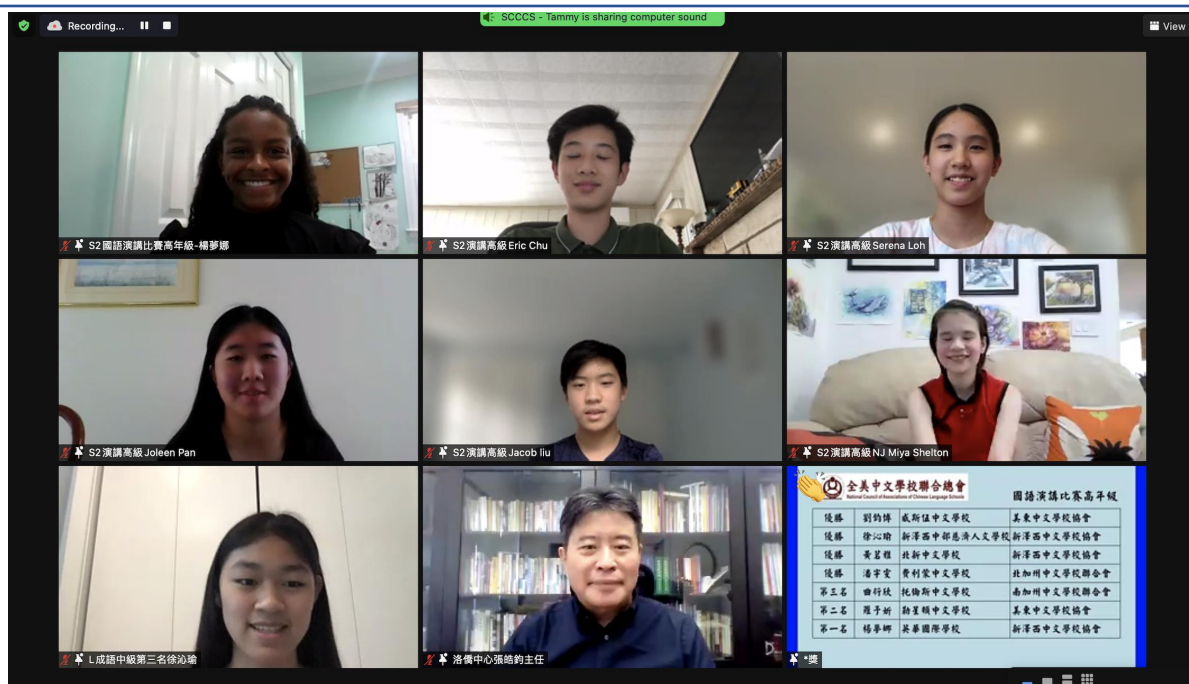 Recording...
SCCCS - Tammy is sharing computer sound
View
S2國語演講比賽高年級-楊夢娜
S2演講高級Eric Chu
S2演講高級Serena Loh
S2演講高級Joleen Pan
S2演講高級Jacob liu
S2演講高級NJ Miya Shelton
L成語中級第三名徐沁瑜
洛僑中心張皓鈞主任
全美中文學校聯合總會
National Council of Associations of Chinese Language Schools
國語演講比賽高年級
優勝 劉鈞博 威斯伍中文學校 美東中文學校協會
優勝 徐沁瑜 新澤西中部慈濟人文學校 新澤西中文學校協會
優勝 黃茗雅 北新中文學校 新澤西中文學校協會
優勝 潘宇雯 費利蒙中文學校 北加州中文學校聯合會
第三名 田行欣 托倫斯中文學校 南加州中文學校聯合會
第二名 羅予妡 勒星頓中文學校 美東中文學校協會
第一名 楊夢娜 英華國際學校 新澤西中文學校協會
*獎